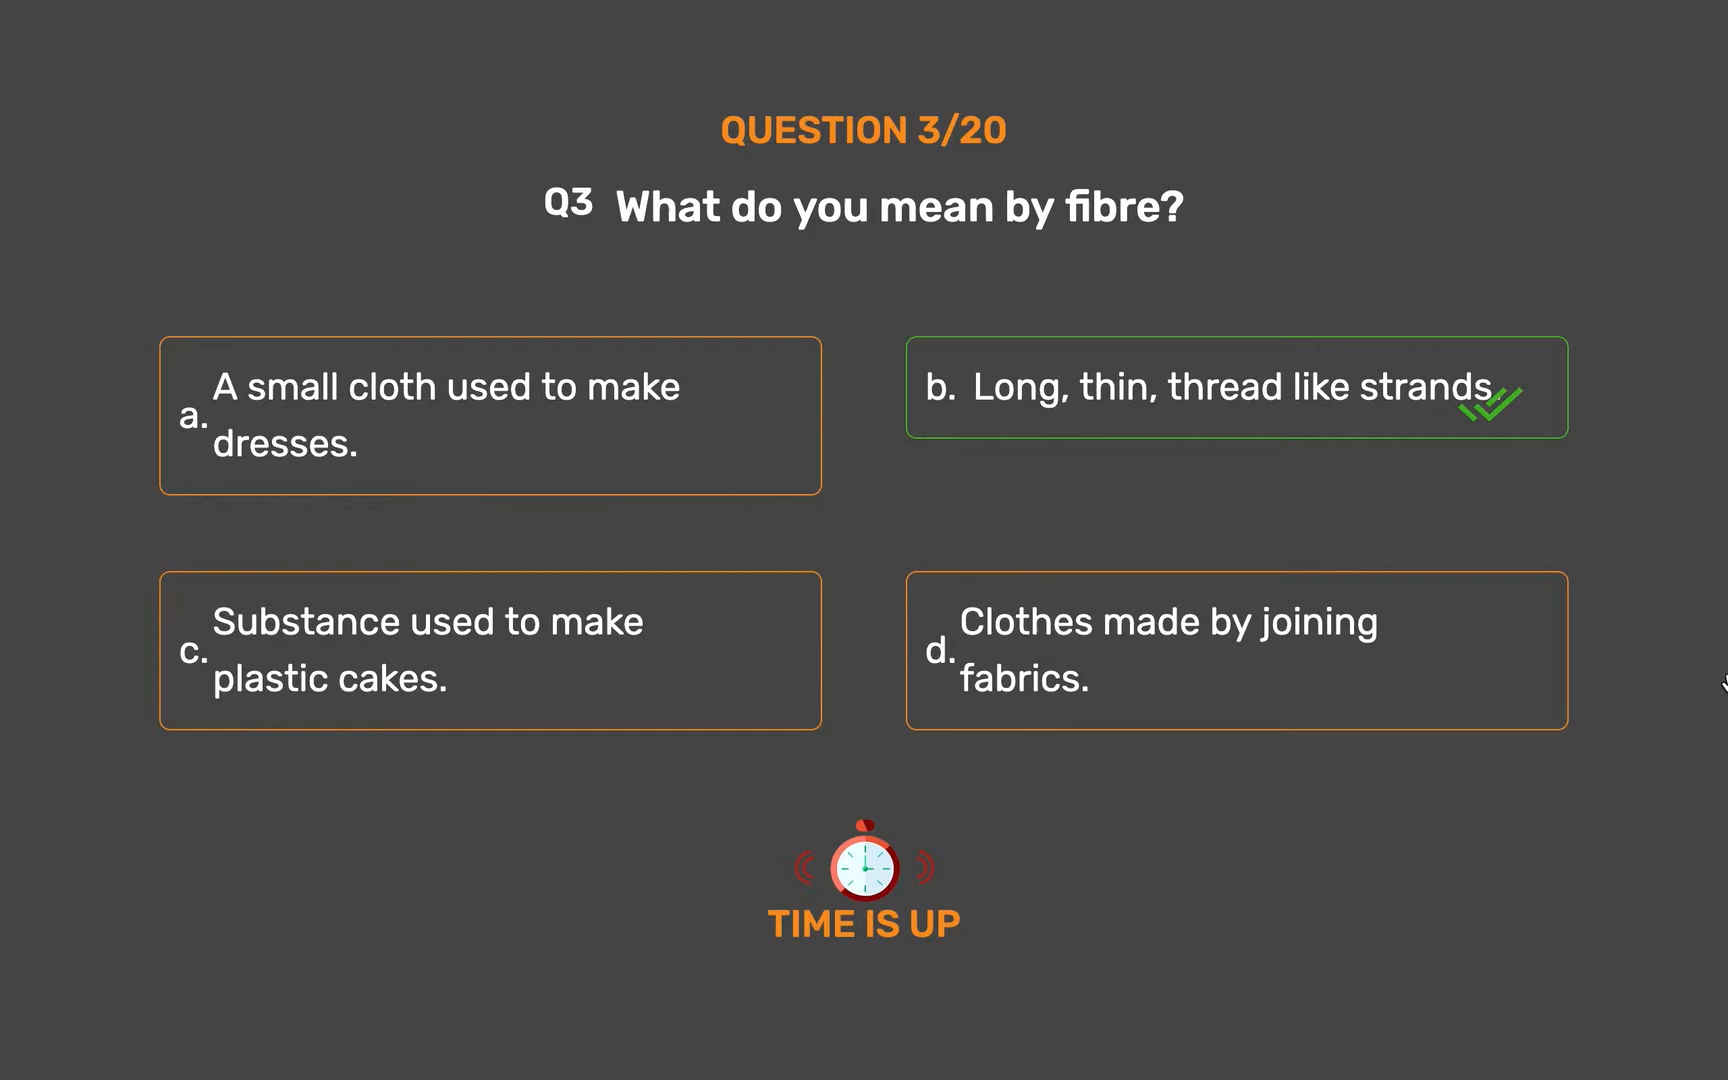 QUESTION 3/20
Q3 What do you mean by fibre?
a. A small cloth used to make
dresses.
b. Long, thin, thread like strands.
c. Substance used to make
plastic cakes.
d. Clothes made by joining
fabrics.
TIME IS UP